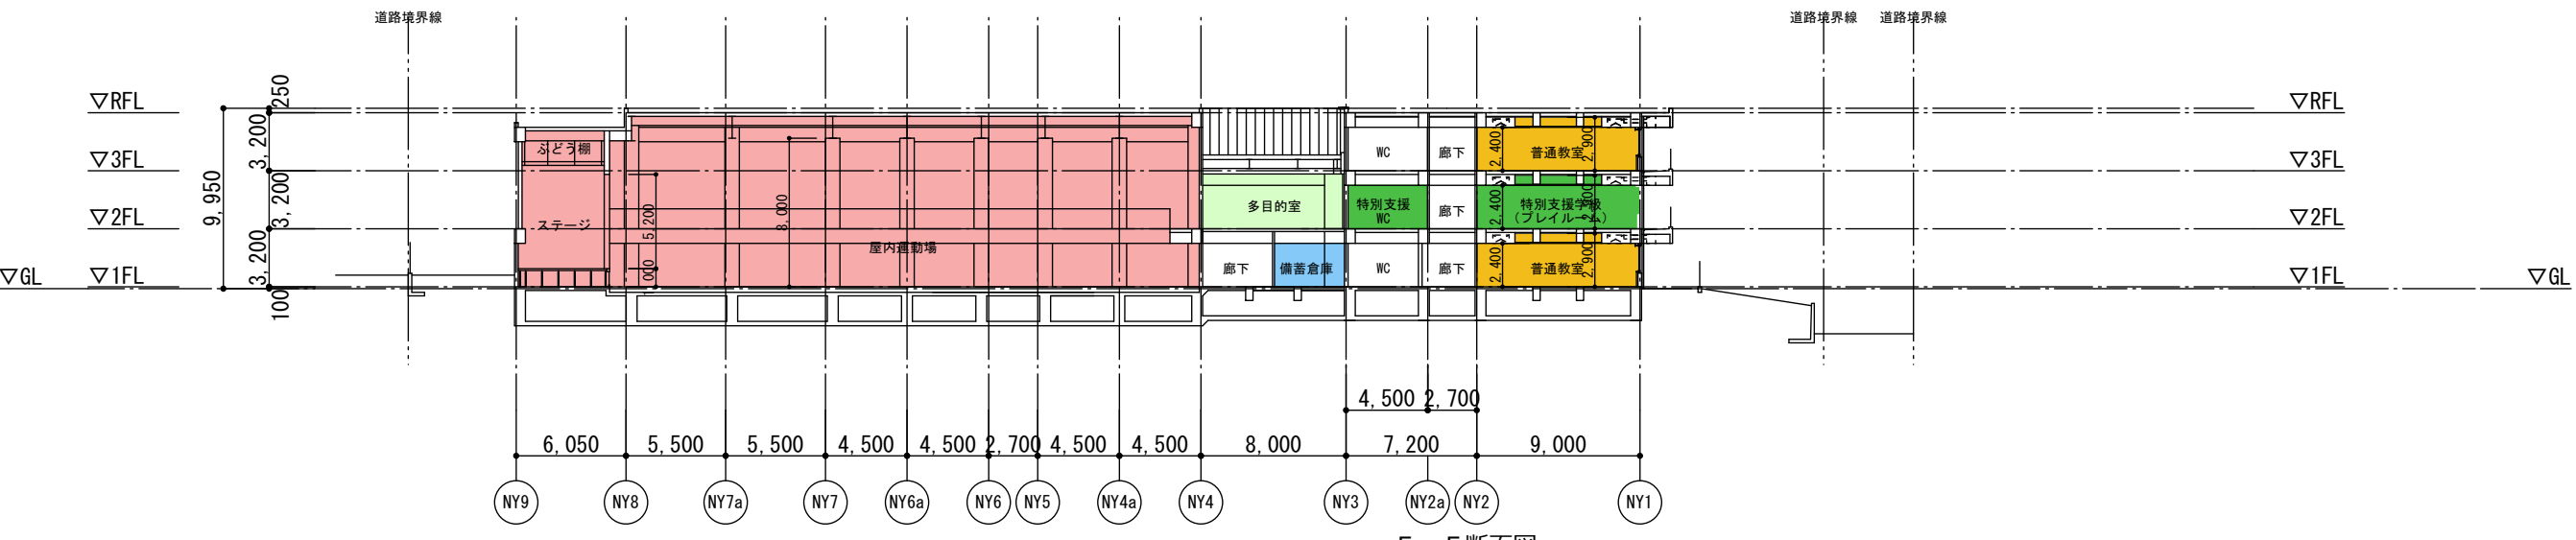 道路境界線
道路境界線 道路境界線
▽RFL
▽3FL
▽2FL
▽1FL
▽GL
250
3,200
3,200
3,200
100
9,950
ぶどう棚
ステージ
屋内運動場
5,200
8,000
多目的室
廊下
備蓄倉庫
WC
廊下
2,400
普通教室
2,900
特別支援
WC
廊下
2,400
特別支援学級
(プレイルーム)
WC
廊下
2,400
普通教室
2,900
▽RFL
▽3FL
▽2FL
▽1FL
▽GL
4,500 2,700
6,050 5,500 5,500 4,500 4,500 2,700 4,500 4,500 8,000 7,200 9,000
NY9 NY8 NY7a NY7 NY6a NY6 NY5 NY4a NY4 NY3 NY2a NY2 NY1